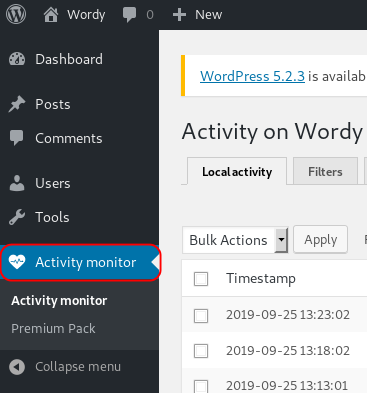 Wordy 0 New
Dashboard
Posts
Comments
Users
Tools
Activity monitor
Activity monitor
Premium Pack
Collapse menu
WordPress 5.2.3 is availab
Activity on Wordy
Local activity Filters
Bulk Actions Apply F
Timestamp
2019-09-25 13:23:02
2019-09-25 13:18:02
2019-09-25 13:13:01